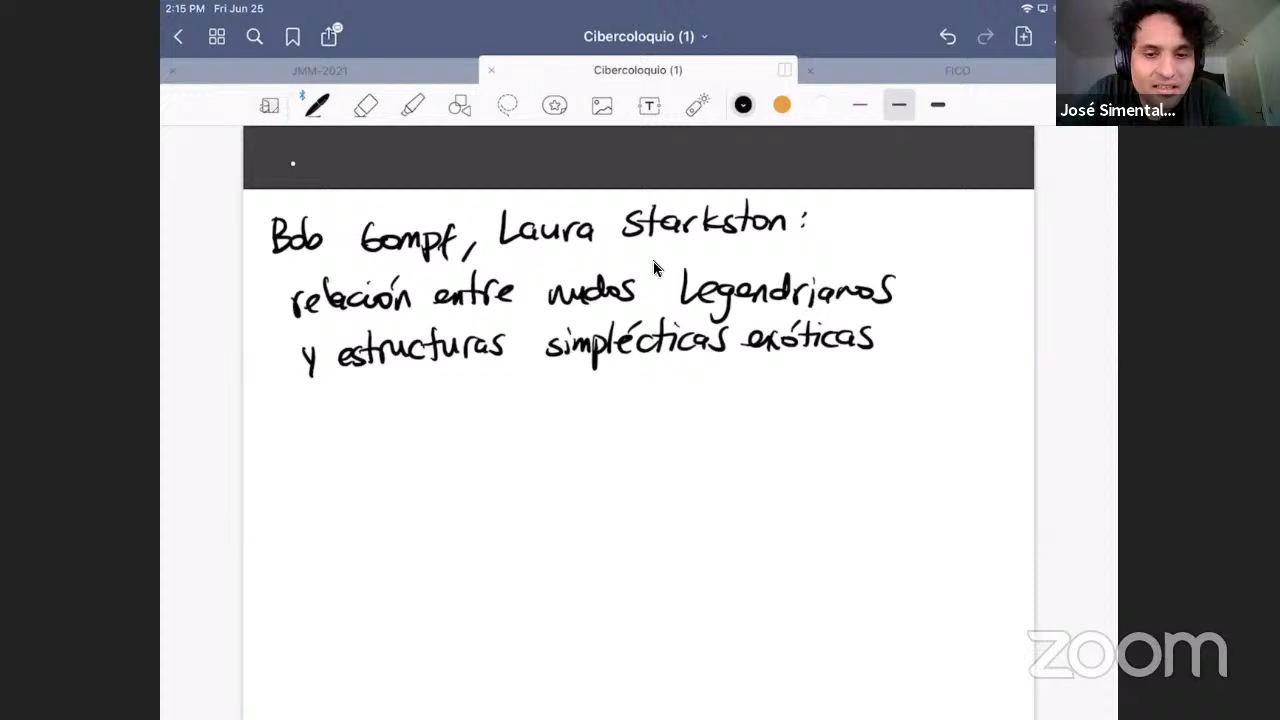 2:15 PM Fri Jun 25
Cibercoloquio (1)
JMM-2021
Cibercoloquio (1)
FICO
José Simental...
Bob Gompf, Laura Starkston:
relación entre nudos Legendrianos
y estructuras simplécticas exóticas
zoom